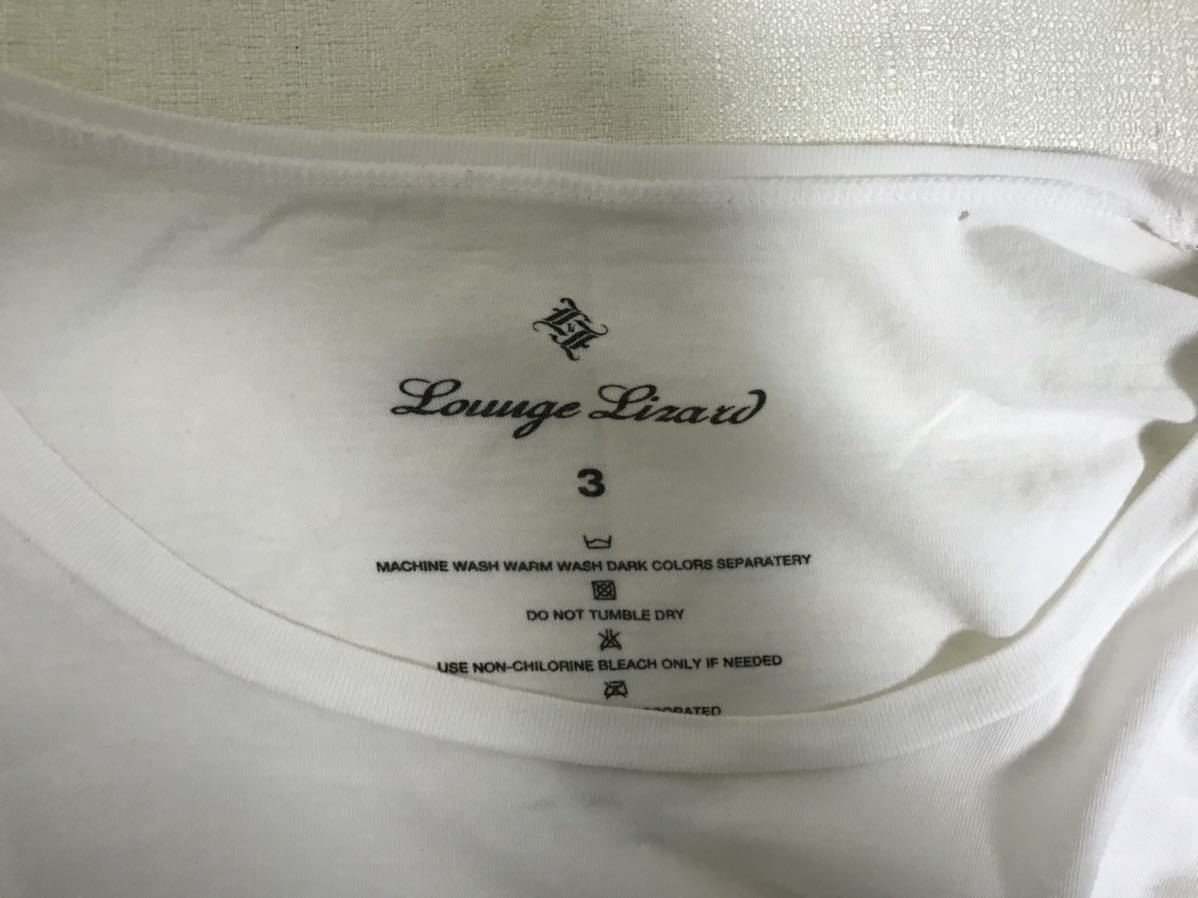 Lounge Lizard
3
MACHINE WASH WARM WASH DARK COLORS SEPARATERY
DO NOT TUMBLE DRY
USE NON-CHILORINE BLEACH ONLY IF NEEDED